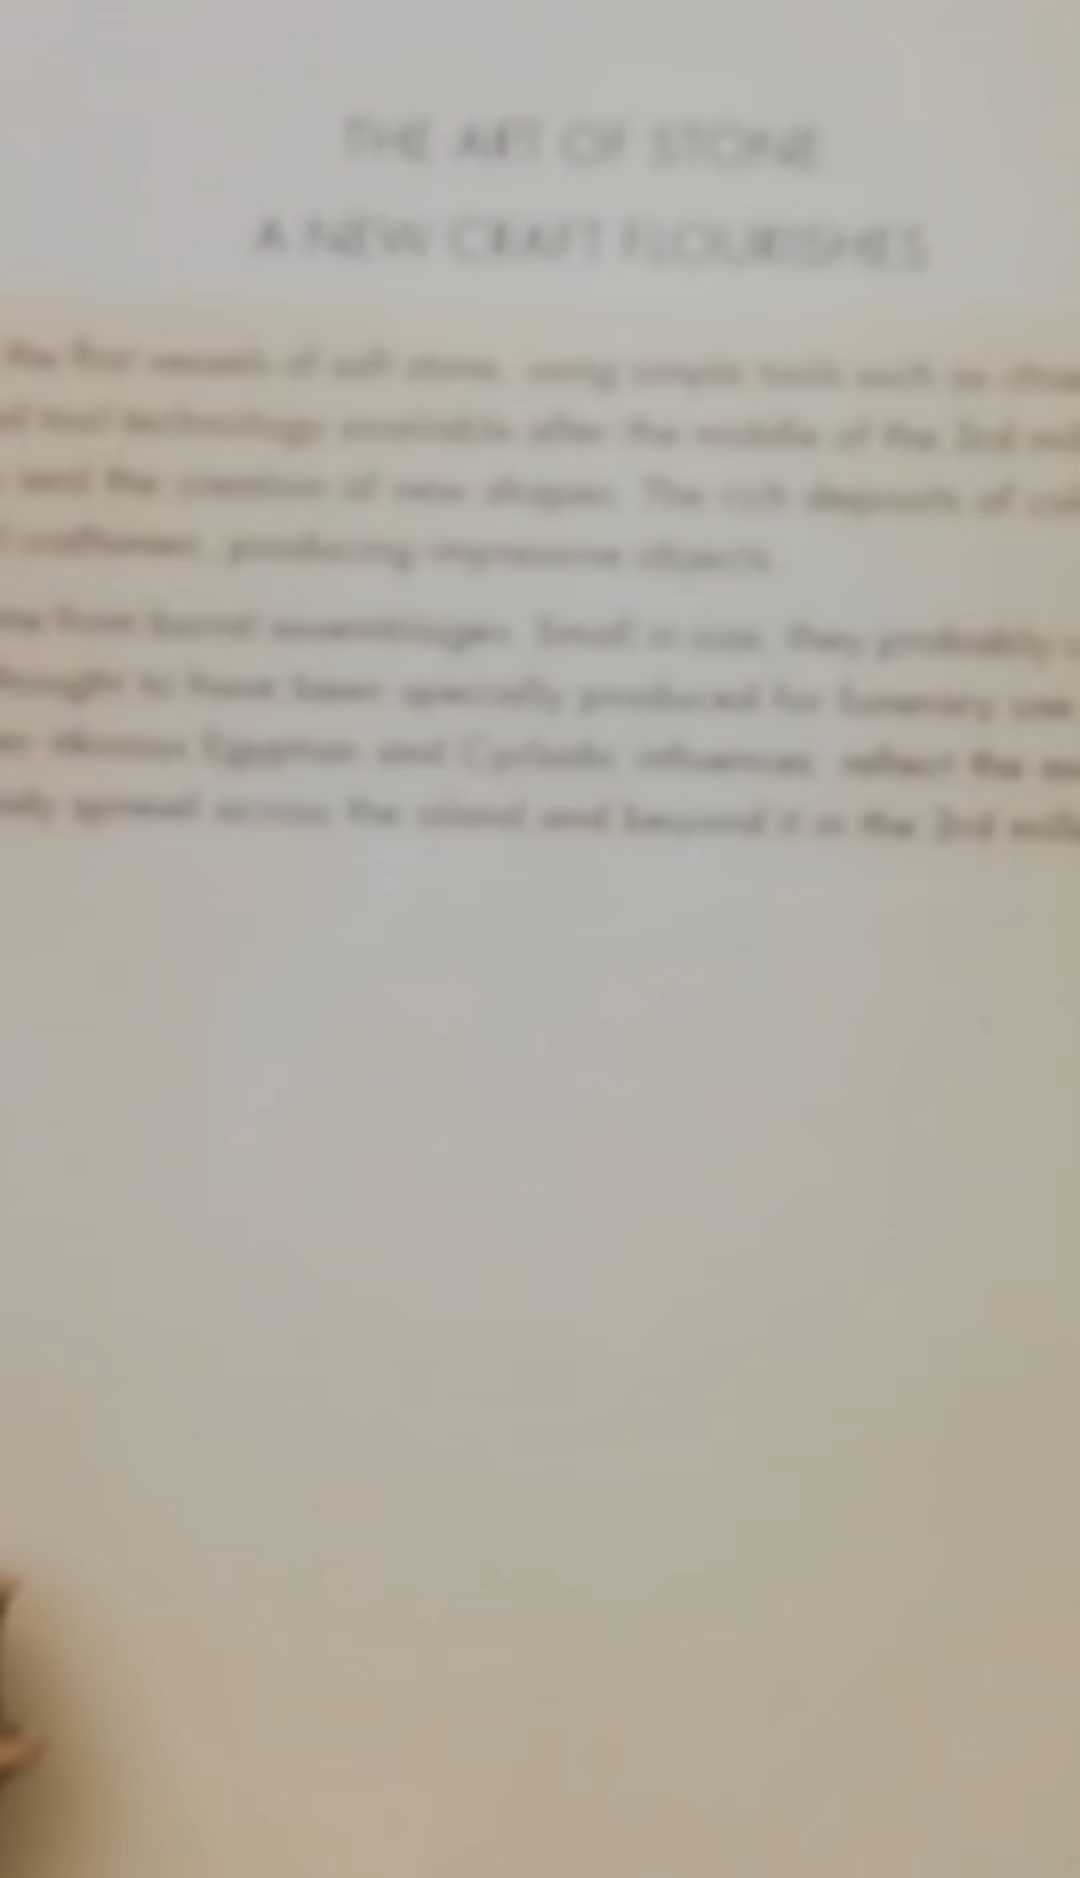 THE ART OF STONE
A NEW CRAFT FLOURISHES
the first vessels of soft stone, using simple tools such as
tool technology available after the middle of the 3rd
and the creation of new shapes. The rich deposits of
craftsmen, producing impressive objects.
from burial assemblages. Small in size, they probably
to have been specially produced for funerary use
obvious Egyptian and Cycladic influences, reflect the
spread across the island and beyond it in the 3rd